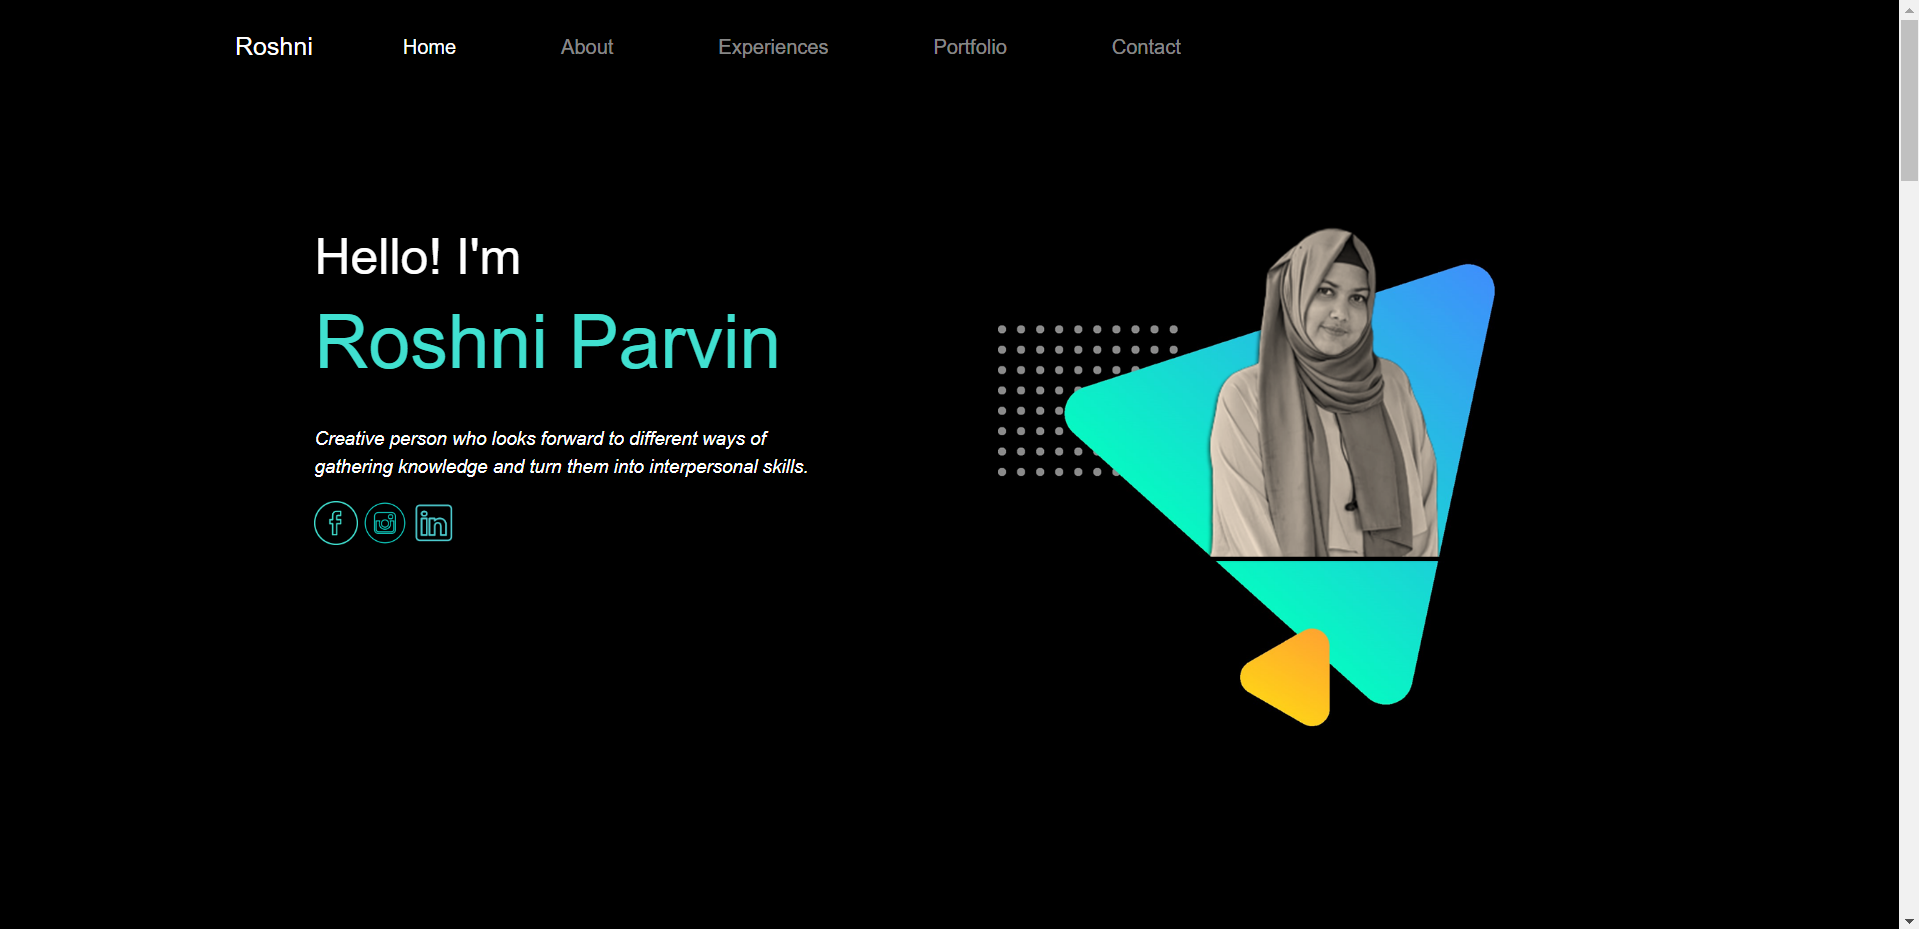 Roshni Home About Experiences Portfolio Contact
Hello! I'm
Roshni Parvin
Creative person who looks forward to different ways of
gathering knowledge and turn them into interpersonal skills.
f in